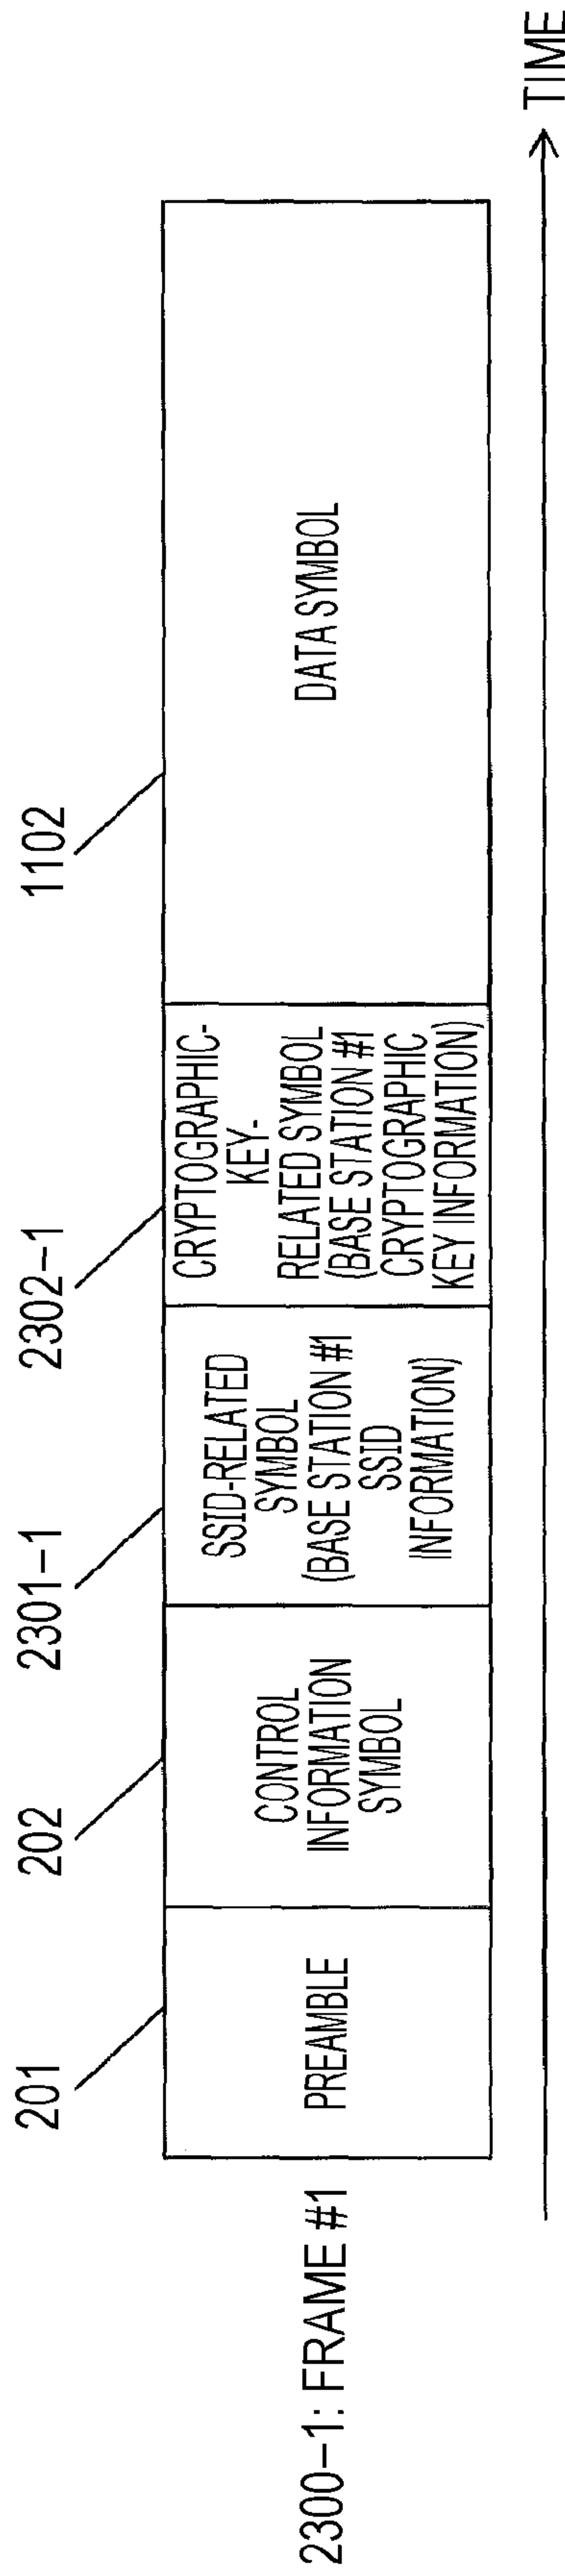 201
202
2301-1
2302-1
1102
2300-1: FRAME #1
PREAMBLE
CONTROL
INFORMATION
SYMBOL
SSID-RELATED
SYMBOL
(BASE STATION #1
SSID
INFORMATION)
CRYPTOGRAPHIC-
KEY-
RELATED SYMBOL
(BASE STATION #1
CRYPTOGRAPHIC
KEY INFORMATION)
DATA SYMBOL
TIME